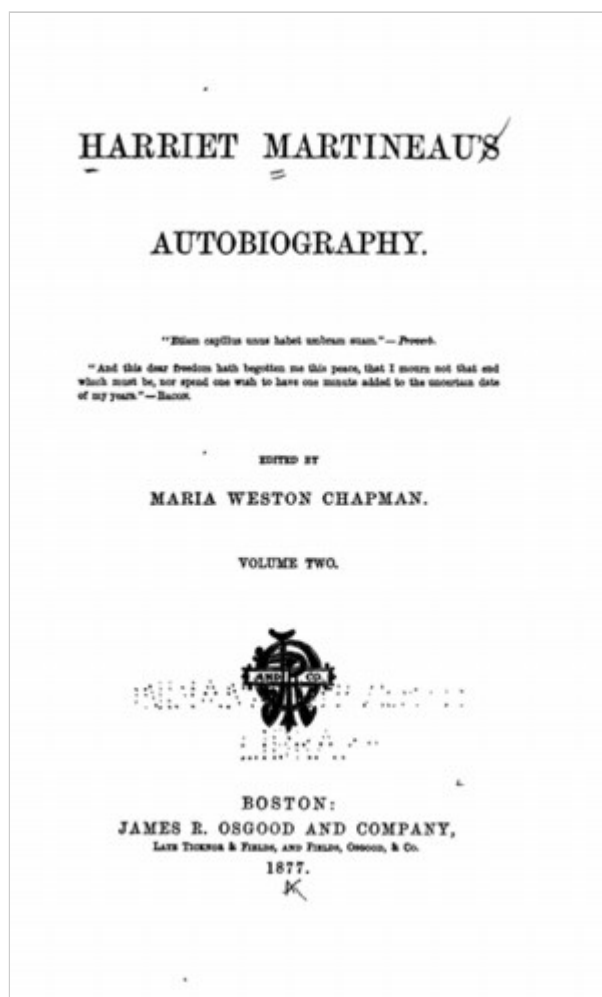 HARRIET MARTINEAU'S
AUTOBIOGRAPHY.
"Etiam capillus unus habet umbram suam." — Proverb.
"And this dear freedom hath begotten me this peace, that I mourn not that end
which must be, nor spend one wish to have one minute added to the uncertain date
of my years." — BACON.
EDITED BY
MARIA WESTON CHAPMAN.
VOLUME TWO.
AND CO.
LIBRA
BOSTON:
JAMES R. OSGOOD AND COMPANY,
LATE TICKNOR & FIELDS, AND FIELDS, OSGOOD, & CO.
1877.